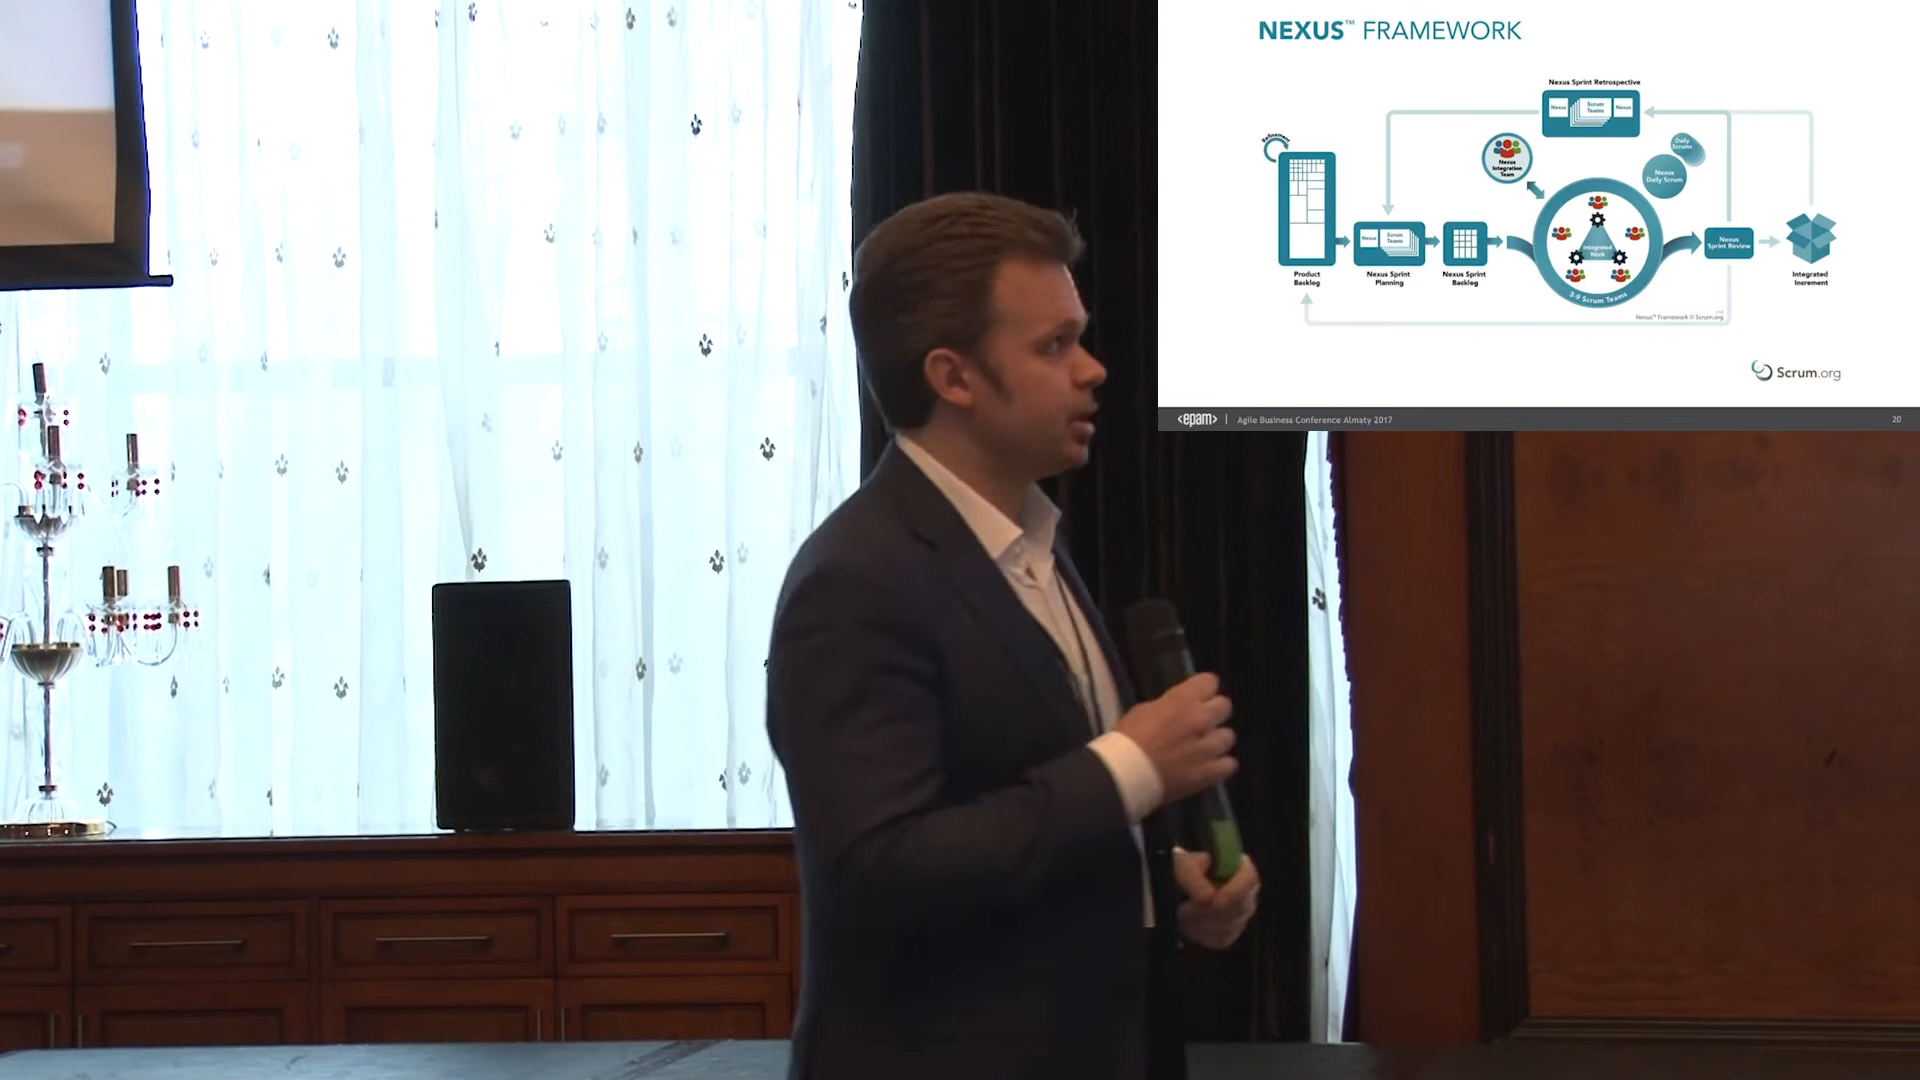 NEXUS™ FRAMEWORK
Nexus Sprint Retrospective
Nexus
Scrum
Teams
Nexus
Refinement
Nexus
Integration
Team
Daily
Scrums
Nexus
Daily Scrum
Nexus
Scrum
Teams
Integrated
Work
Nexus
Sprint Review
Product
Backlog
Nexus Sprint
Planning
Nexus Sprint
Backlog
3-9 Scrum Teams
Integrated
Increment
Nexus™ Framework © Scrum.org
Scrum.org
<epam> | Agile Business Conference Almaty 2017
20